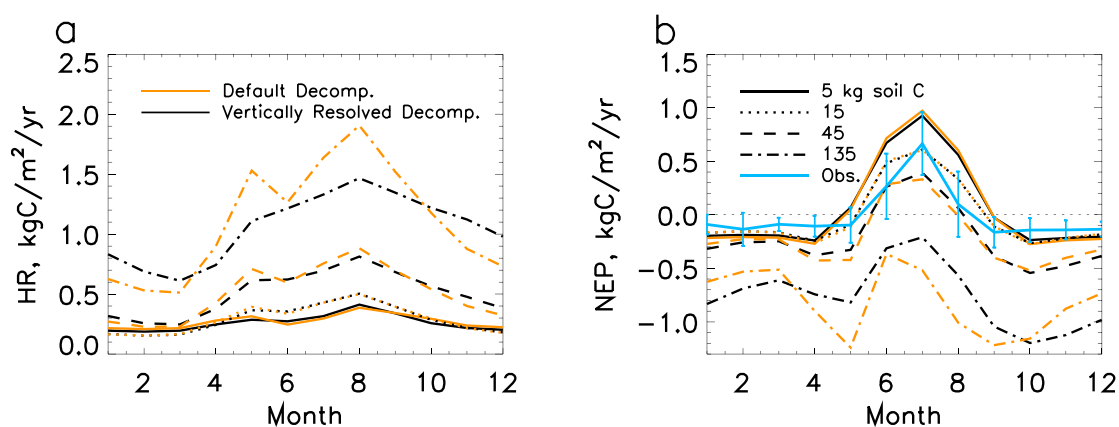 a
2.5
2.0
1.5
1.0
0.5
0.0
HR, kgC/m²/yr
Default Decomp.
Vertically Resolved Decomp.
2 4 6 8 10 12
Month
b
1.5
1.0
0.5
0.0
−0.5
−1.0
NEP, kgC/m²/yr
5 kg soil C
15
45
135
Obs.
2 4 6 8 10 12
Month